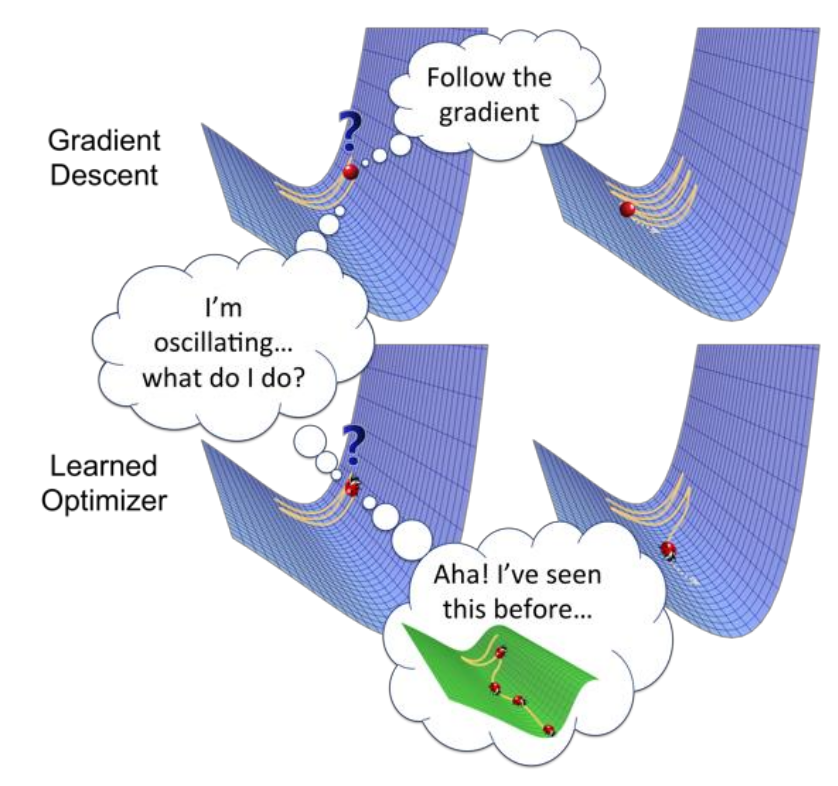 Follow the
gradient
Gradient
Descent
?
I'm
oscillating...
what do I do?
?
Learned
Optimizer
Aha! I've seen
this before...